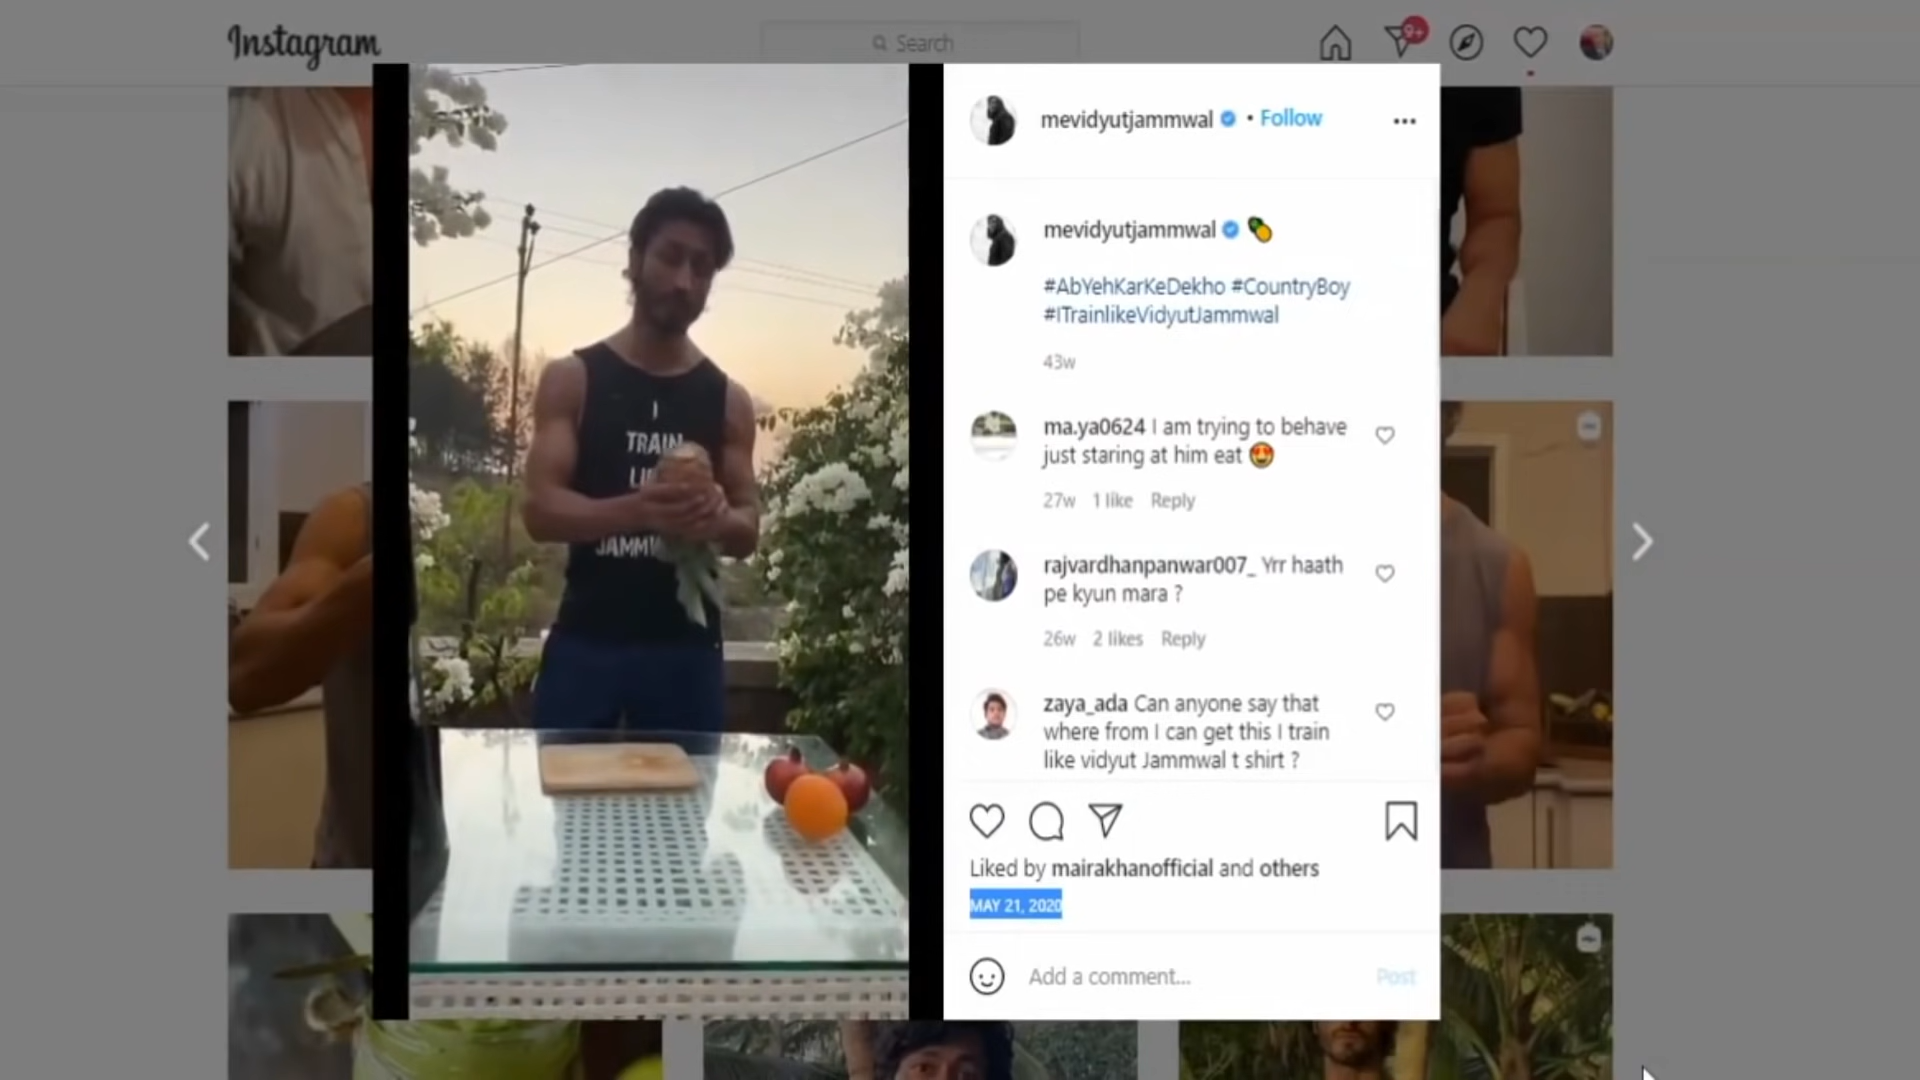 Instagram
Search
9+
mevidyutjammwal • Follow
mevidyutjammwal 🍍
#AbYehKarKeDekho #CountryBoy
#ITrainlikeVidyutJammwal
43w
ma.ya0624 I am trying to behave
just staring at him eat 😍
27w 1 like Reply
rajvardhanpanwar007_ Yrr haath
pe kyun mara ?
26w 2 likes Reply
zaya_ada Can anyone say that
where from I can get this I train
like vidyut Jammwal t shirt ?
Liked by mairakhanofficial and others
MAY 21, 2020
Add a comment...
Post
I
TRAIN